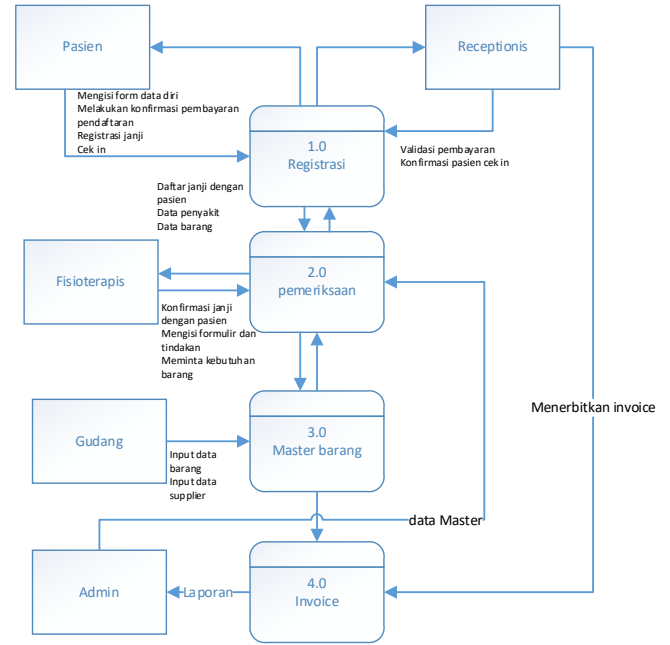 Pasien
Receptionis
Mengisi form data diri
Melakukan konfirmasi pembayaran
pendaftaran
Registrasi janji
Cek in
1.0
Registrasi
Validasi pembayaran
Konfirmasi pasien cek in
Daftar janji dengan
pasien
Data penyakit
Data barang
Fisioterapis
2.0
pemeriksaan
Konfirmasi janji
dengan pasien
Mengisi formulir dan
tindakan
Meminta kebutuhan
barang
Menerbitkan invoice
Gudang
3.0
Master barang
Input data
barang
Input data
supplier
data Master
Admin
Laporan
4.0
Invoice